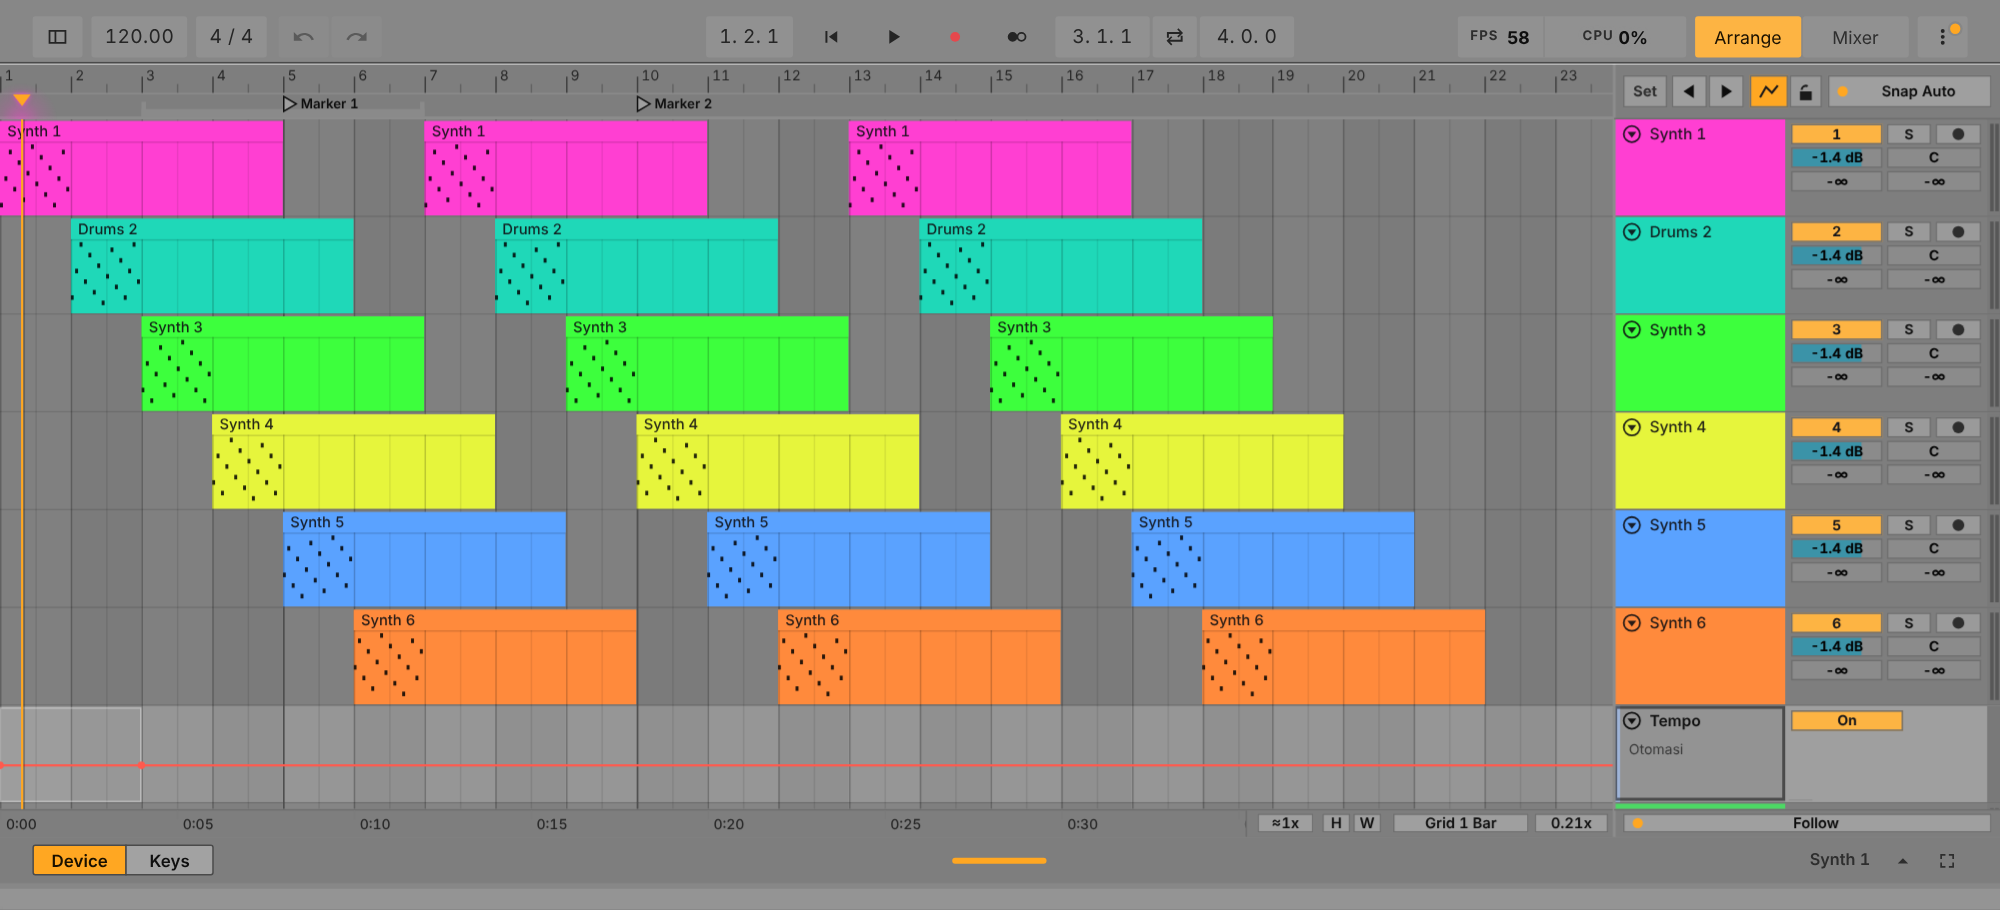 120.00 4 / 4 1. 2. 1 3. 1. 1 4. 0. 0 FPS 58 CPU 0% Arrange Mixer
1 2 3 4 5 6 7 8 9 10 11 12 13 14 15 16 17 18 19 20 21 22 23
Set Snap Auto
Marker 1 Marker 2
Synth 1 Synth 1 Synth 1 Synth 1 1 S
-1.4 dB C
-∞ -∞
Drums 2 Drums 2 Drums 2 Drums 2 2 S
-1.4 dB C
-∞ -∞
Synth 3 Synth 3 Synth 3 Synth 3 3 S
-1.4 dB C
-∞ -∞
Synth 4 Synth 4 Synth 4 Synth 4 4 S
-1.4 dB C
-∞ -∞
Synth 5 Synth 5 Synth 5 Synth 5 5 S
-1.4 dB C
-∞ -∞
Synth 6 Synth 6 Synth 6 Synth 6 6 S
-1.4 dB C
-∞ -∞
Tempo On
Otomasi
0:00 0:05 0:10 0:15 0:20 0:25 0:30 ≈1x H W Grid 1 Bar 0.21x Follow
Device Keys Synth 1